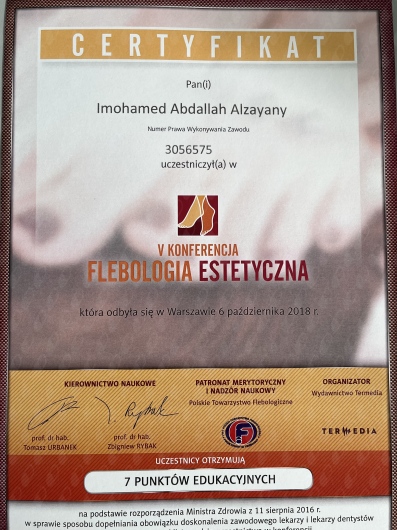 CERTYFIKAT
Pan(i)
Imohamed Abdallah Alzayany
Numer Prawa Wykonywania Zawodu
3056575
uczestniczył(a) w
V KONFERENCJA
FLEBOLOGIA ESTETYCZNA
która odbyła się w Warszawie 6 października 2018 r.
KIEROWNICTWO NAUKOWE
prof. dr hab.
Tomasz URBANEK
prof. dr hab.
Zbigniew RYBAK
PATRONAT MERYTORYCZNY
I NADZÓR NAUKOWY
Polskie Towarzystwo Flebologiczne
ORGANIZATOR
Wydawnictwo Termedia
TERMEDIA
UCZESTNICY OTRZYMUJĄ
7 PUNKTÓW EDUKACYJNYCH
na podstawie rozporządzenia Ministra Zdrowia z 11 sierpnia 2016 r.
w sprawie sposobu dopełniania obowiązku doskonalenia zawodowego lekarzy i lekarzy dentystów